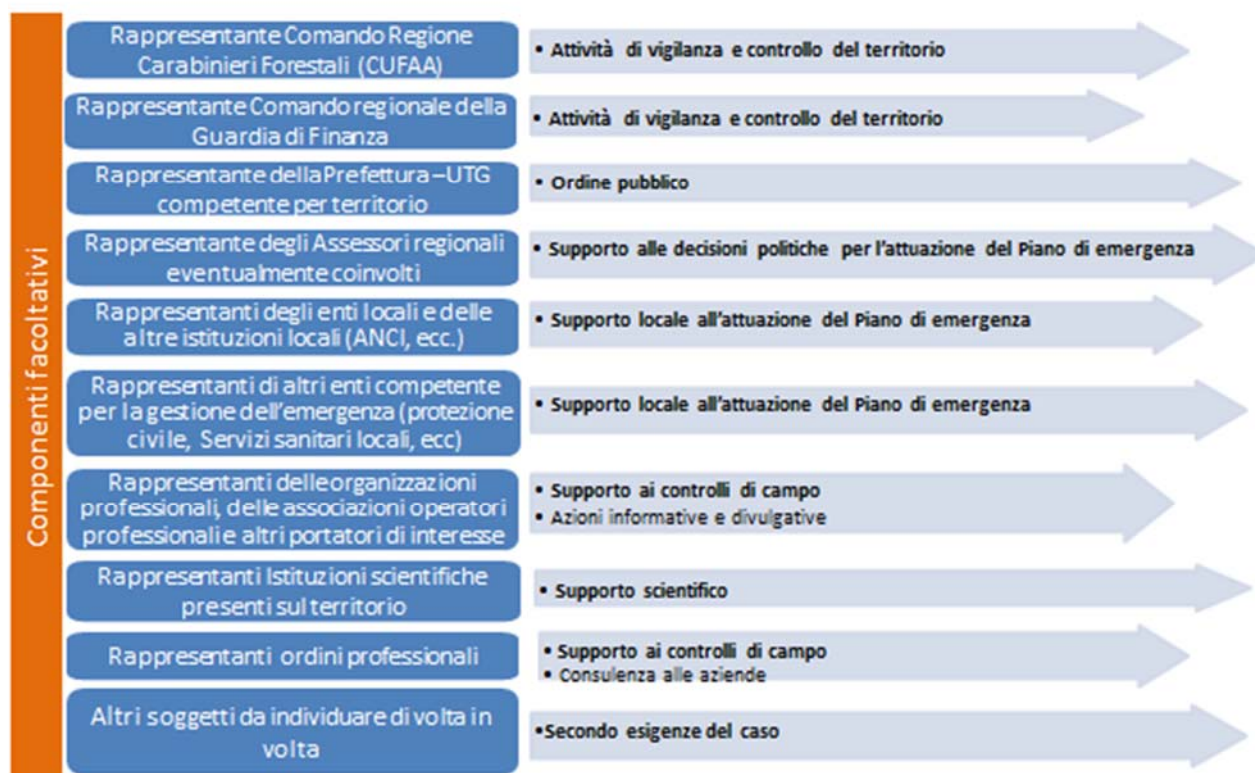 Componenti facoltativi
Rappresentante Comando Regione
Carabinieri Forestali (CUFAA)
• Attività di vigilanza e controllo del territorio
Rappresentante Comando regionale della
Guardia di Finanza
• Attività di vigilanza e controllo del territorio
Rappresentante della Prefettura – UTG
competente per territorio
• Ordine pubblico
Rappresentante degli Assessori regionali
eventualmente coinvolti
• Supporto alle decisioni politiche per l'attuazione del Piano di emergenza
Rappresentanti degli enti locali e delle
altre istituzioni locali (ANCI, ecc.)
• Supporto locale all'attuazione del Piano di emergenza
Rappresentanti di altri enti competente
per la gestione dell'emergenza (protezione
civile, Servizi sanitari locali, ecc)
• Supporto locale all'attuazione del Piano di emergenza
Rappresentanti delle organizzazioni
professionali, delle associazioni operatori
professionali e altri portatori di interesse
• Supporto ai controlli di campo
• Azioni informative e divulgative
Rappresentanti Istituzioni scientifiche
presenti sul territorio
• Supporto scientifico
Rappresentanti ordini professionali
• Supporto ai controlli di campo
• Consulenza alle aziende
Altri soggetti da individuare di volta in
volta
•Secondo esigenze del caso